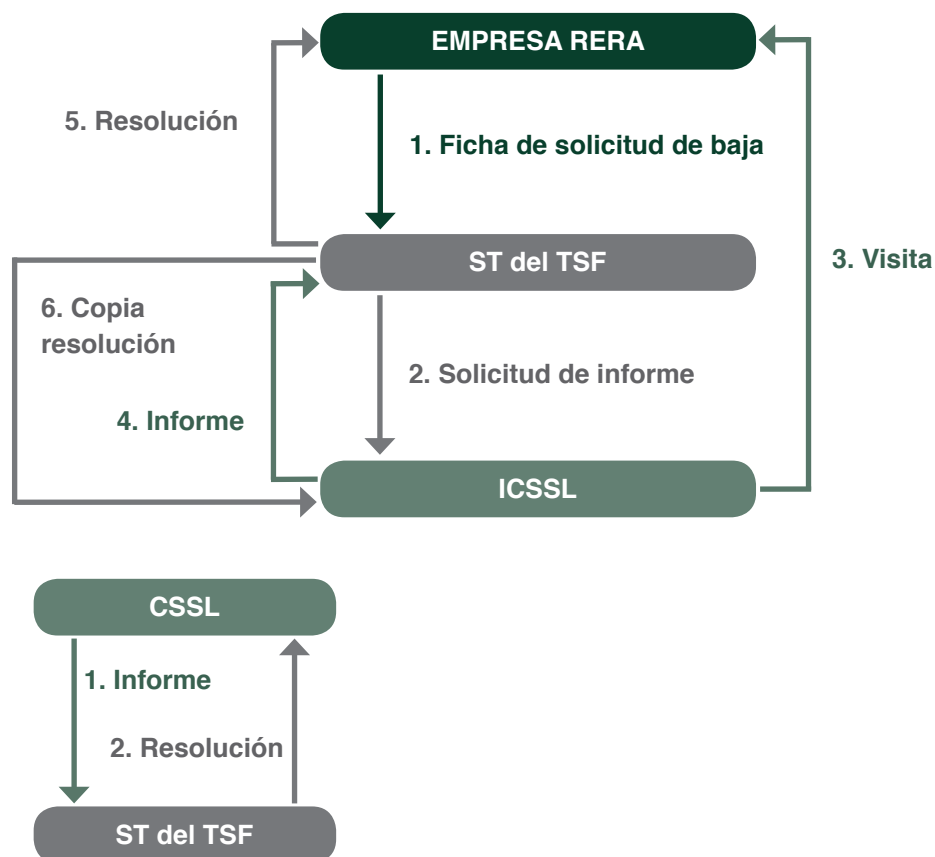 EMPRESA RERA
5. Resolución
1. Ficha de solicitud de baja
ST del TSF
3. Visita
6. Copia
resolución
2. Solicitud de informe
4. Informe
ICSSL
CSSL
1. Informe
2. Resolución
ST del TSF